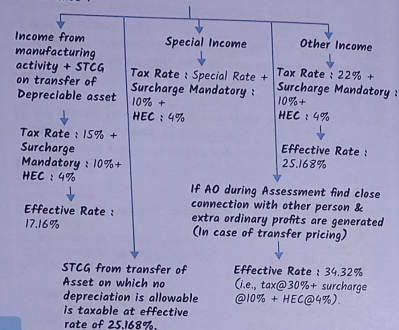 Income from
manufacturing
activity + STCG
on transfer of
Depreciable asset
Tax Rate : 15% +
Surcharge
Mandatory : 10%+
HEC : 4%
Effective Rate :
17.16%
Special Income
Tax Rate : Special Rate +
Surcharge Mandatory :
10% +
HEC : 4%
Other Income
Tax Rate : 22% +
Surcharge Mandatory :
10%+
HEC : 4%
Effective Rate :
25.168%
If AO during Assessment find close
connection with other person &
extra ordinary profits are generated
(In case of transfer pricing)
Effective Rate : 34.32%
(i.e., tax@30%+ surcharge
@10% + HEC@4%).
STCG from transfer of
Asset on which no
depreciation is allowable
is taxable at effective
rate of 25.168%.